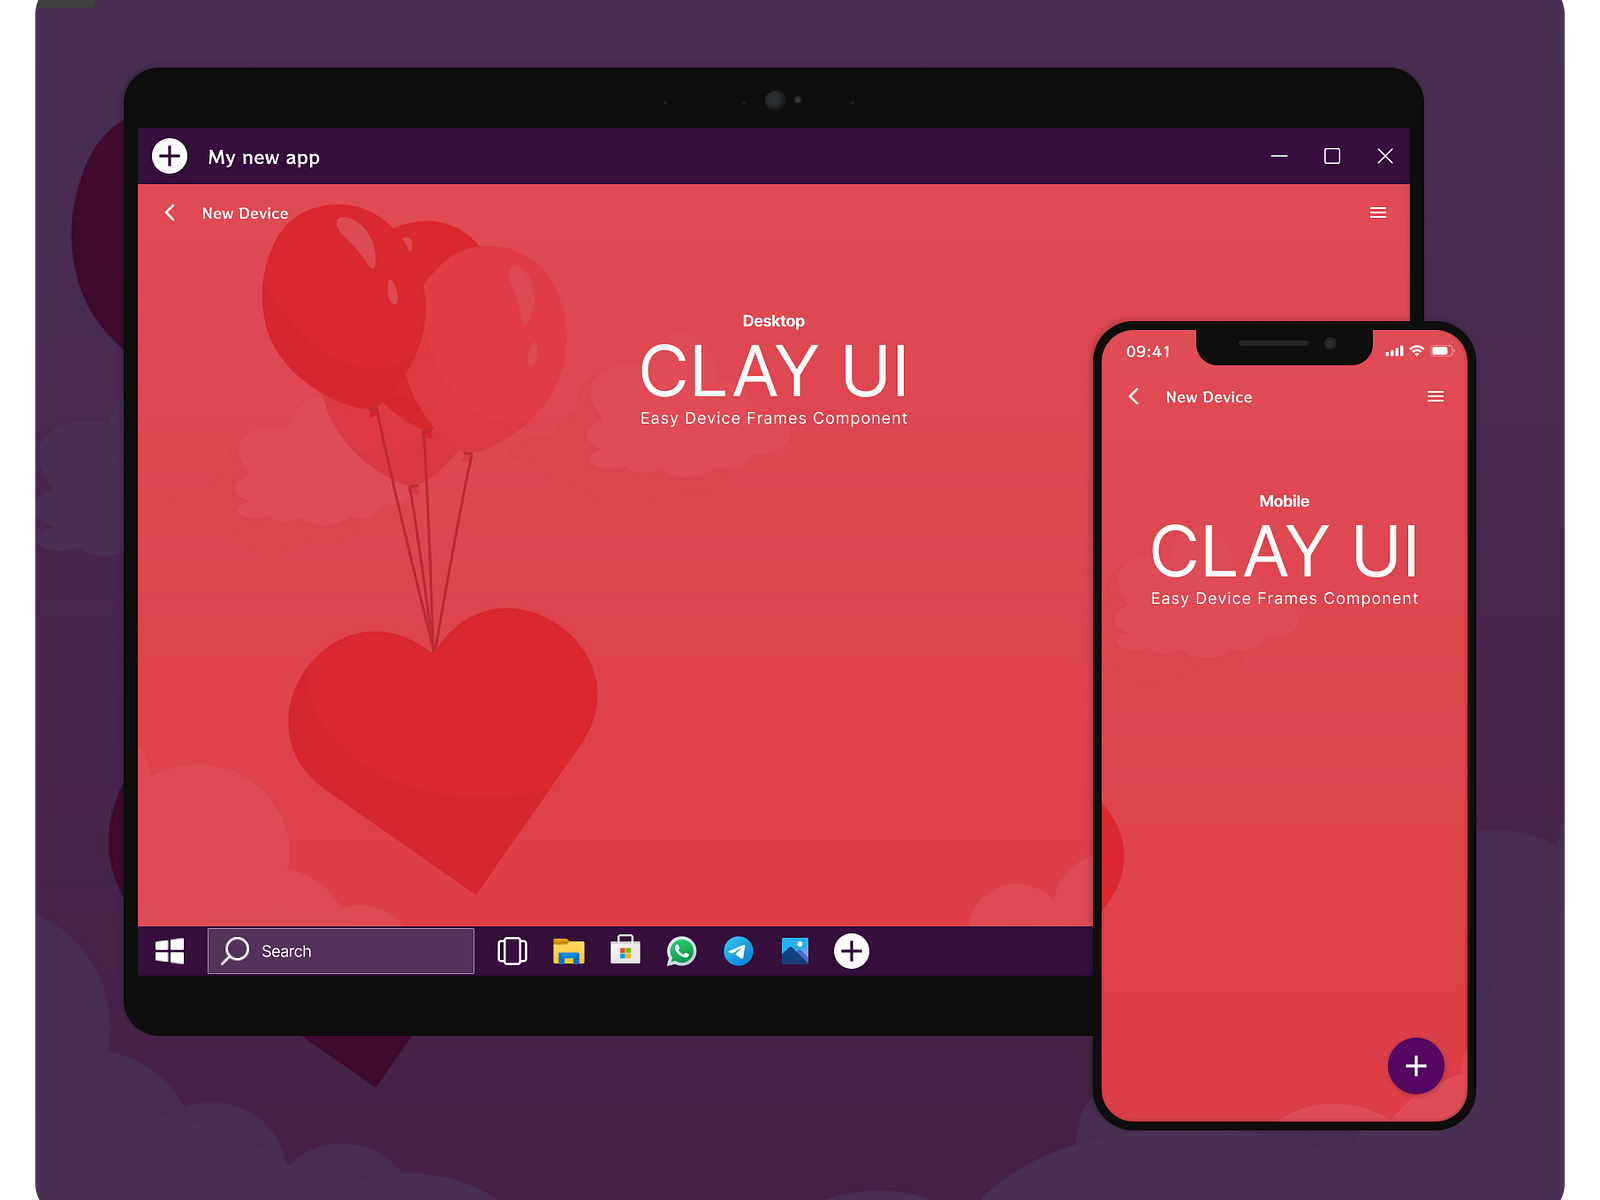 My new app
New Device
Desktop
CLAY UI
Easy Device Frames Component
Search
09:41
New Device
Mobile
CLAY UI
Easy Device Frames Component